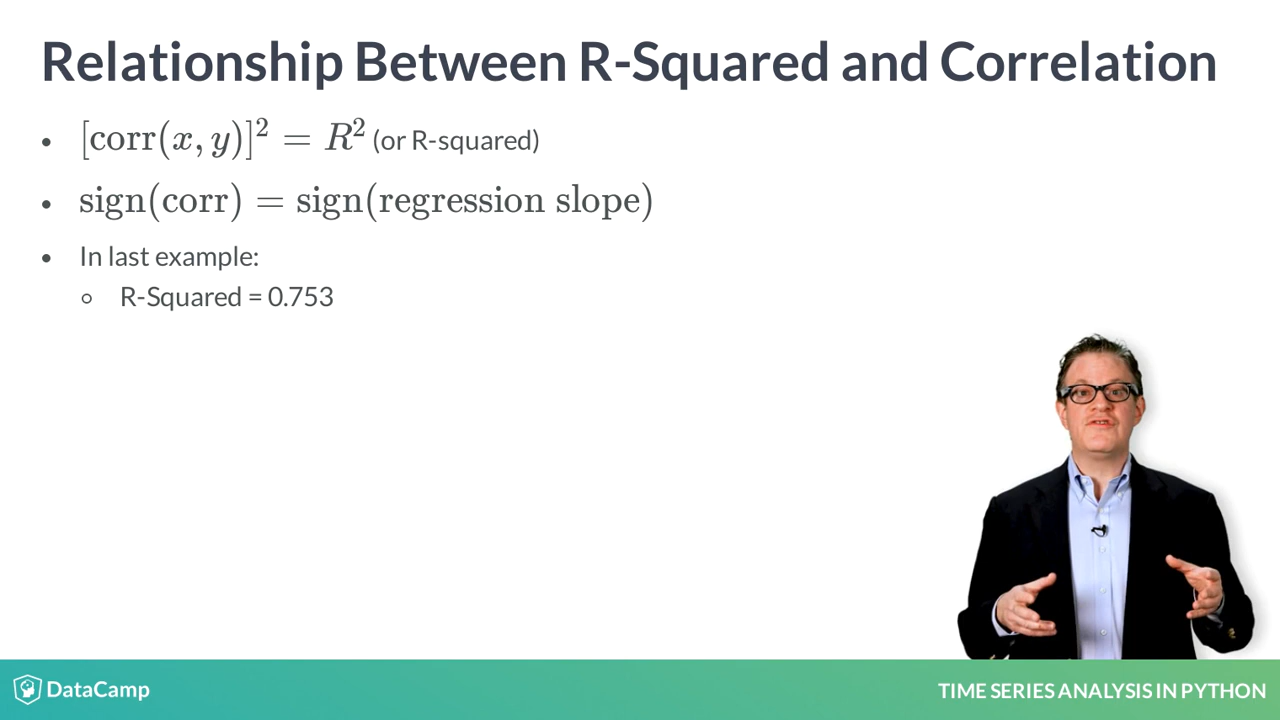 Relationship Between R-Squared and Correlation
• [corr(x, y)]² = R² (or R-squared)
• sign(corr) = sign(regression slope)
• In last example:
○ R-Squared = 0.753
DataCamp
TIME SERIES ANALYSIS IN PYTHON